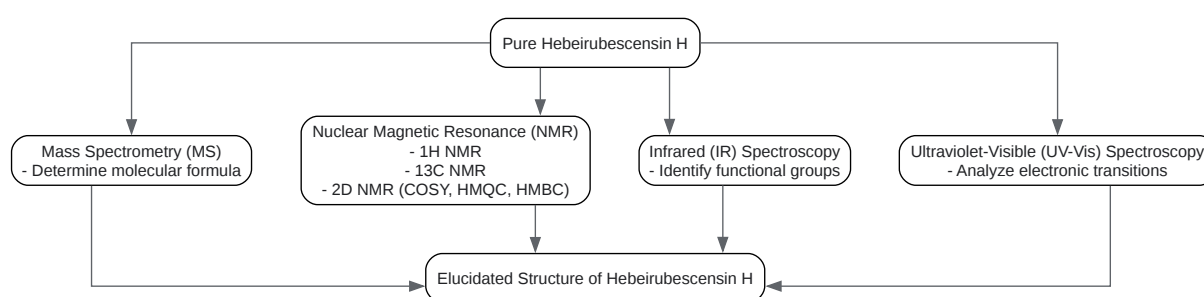 Pure Hebeirubescensin H
Mass Spectrometry (MS)
- Determine molecular formula
Nuclear Magnetic Resonance (NMR)
- 1H NMR
- 13C NMR
- 2D NMR (COSY, HMQC, HMBC)
Infrared (IR) Spectroscopy
- Identify functional groups
Ultraviolet-Visible (UV-Vis) Spectroscopy
- Analyze electronic transitions
Elucidated Structure of Hebeirubescensin H